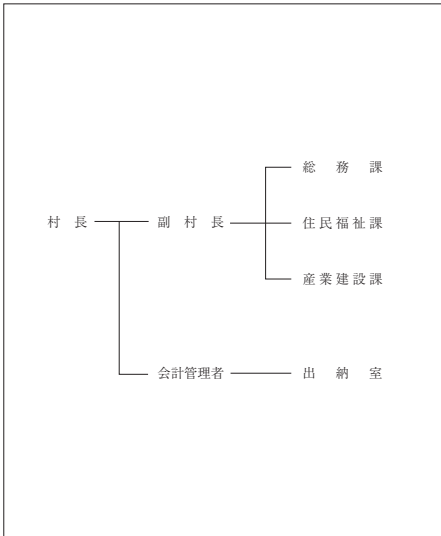 総務課
村長
副村長
住民福祉課
産業建設課
会計管理者
出納室